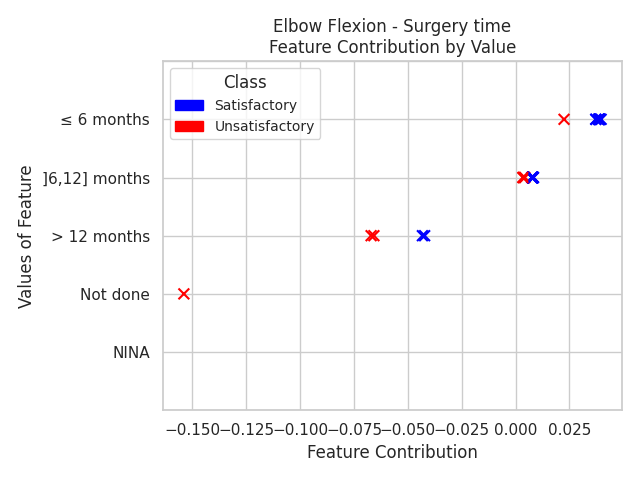 Elbow Flexion - Surgery time
Feature Contribution by Value
Class
Satisfactory
Unsatisfactory
Values of Feature
≤ 6 months
]6,12] months
> 12 months
Not done
NINA
−0.150 −0.125 −0.100 −0.075 −0.050 −0.025 0.000 0.025
Feature Contribution